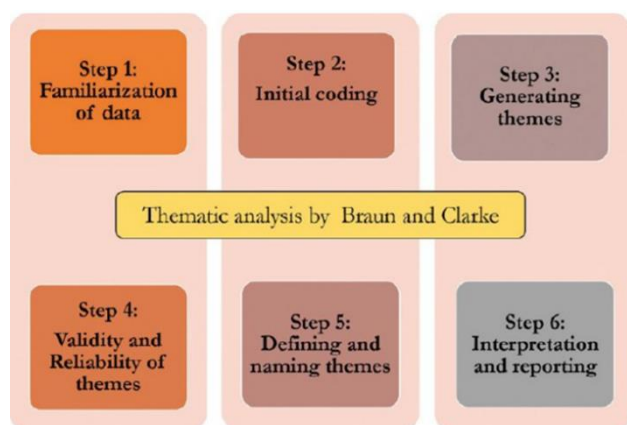 Step 1:
Familiarization
of data
Step 2:
Initial coding
Step 3:
Generating
themes
Thematic analysis by Braun and Clarke
Step 4:
Validity and
Reliability of
themes
Step 5:
Defining and
naming themes
Step 6:
Interpretation
and reporting